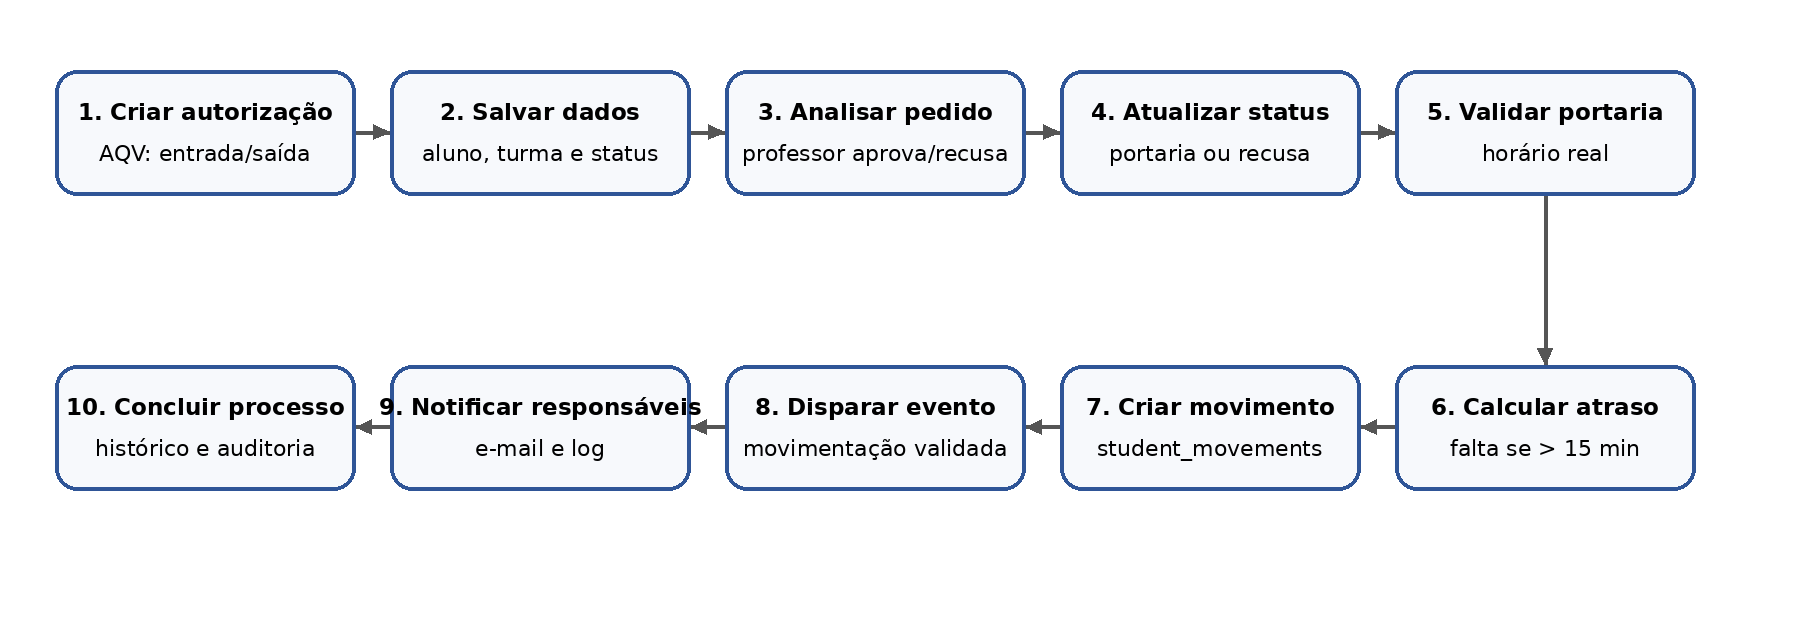 1. Criar autorização
AQV: entrada/saída
2. Salvar dados
aluno, turma e status
3. Analisar pedido
professor aprova/recusa
4. Atualizar status
portaria ou recusa
5. Validar portaria
horário real
6. Calcular atraso
falta se > 15 min
7. Criar movimento
student_movements
8. Disparar evento
movimentação validada
9. Notificar responsáveis
e-mail e log
10. Concluir processo
histórico e auditoria